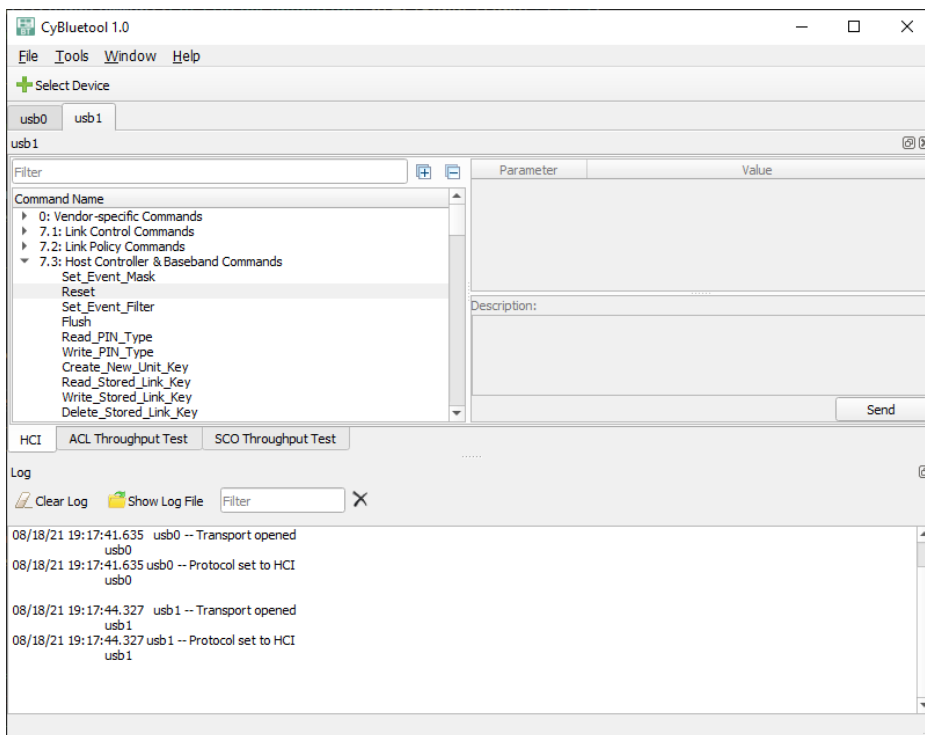 CyBluetool 1.0
File Tools Window Help
Select Device
usb0 usb1
usb1
Filter
Parameter Value
Command Name
0: Vendor-specific Commands
7.1: Link Control Commands
7.2: Link Policy Commands
7.3: Host Controller & Baseband Commands
Set_Event_Mask
Reset
Set_Event_Filter
Flush
Read_PIN_Type
Write_PIN_Type
Create_New_Unit_Key
Read_Stored_Link_Key
Write_Stored_Link_Key
Delete_Stored_Link_Key
Description:
Send
HCI ACL Throughput Test SCO Throughput Test
Log
Clear Log Show Log File Filter
08/18/21 19:17:41.635 usb0 -- Transport opened
usb0
08/18/21 19:17:41.635 usb0 -- Protocol set to HCI
usb0
08/18/21 19:17:44.327 usb1 -- Transport opened
usb1
08/18/21 19:17:44.327 usb1 -- Protocol set to HCI
usb1